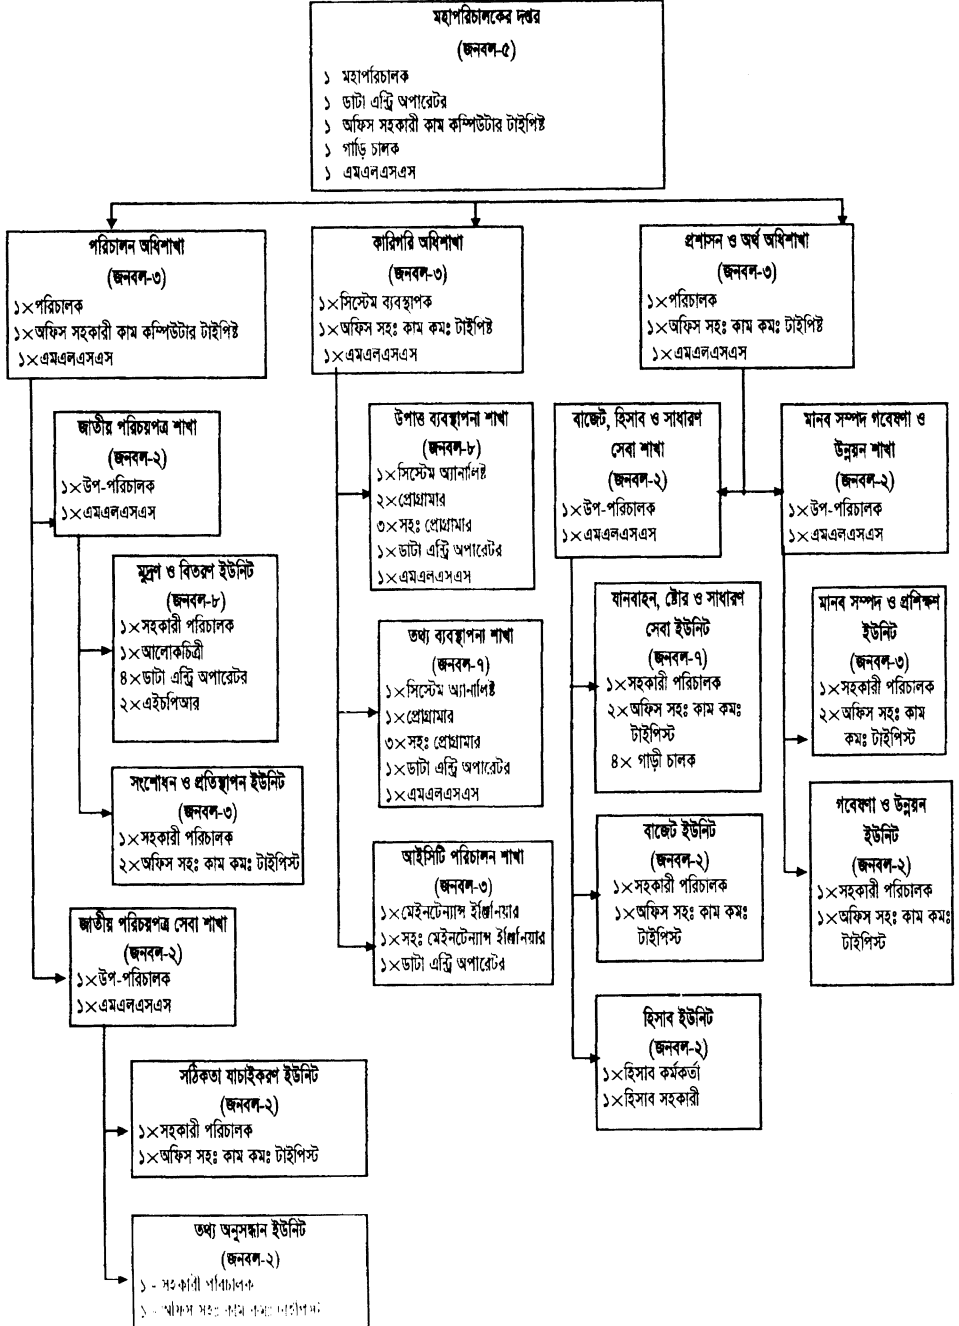 মহাপরিচালকের দপ্তর
(জনবল-৫)
১ মহাপরিচালক
১ ডাটা এন্ট্রি অপারেটর
১ অফিস সহকারী কাম কম্পিউটার টাইপিষ্ট
১ গাড়ি চালক
১ এমএলএসএস
পরিচালন অধিশাখা
(জনবল-৩)
১×পরিচালক
১×অফিস সহকারী কাম কম্পিউটার টাইপিষ্ট
১×এমএলএসএস
কারিগরি অধিশাখা
(জনবল-৩)
১×সিস্টেম ব্যবস্থাপক
১×অফিস সহঃ কাম কমঃ টাইপিষ্ট
১×এমএলএসএস
প্রশাসন ও অর্থ অধিশাখা
(জনবল-৩)
১×পরিচালক
১×অফিস সহঃ কাম কমঃ টাইপিষ্ট
১×এমএলএসএস
জাতীয় পরিচয়পত্র শাখা
(জনবল-২)
১×উপ-পরিচালক
১×এমএলএসএস
মুদ্রণ ও বিতরণ ইউনিট
(জনবল-৮)
১×সহকারী পরিচালক
১×আলোকচিত্রী
৪×ডাটা এন্ট্রি অপারেটর
২×এইচপিআর
সংশোধন ও প্রতিস্থাপন ইউনিট
(জনবল-৩)
১×সহকারী পরিচালক
২×অফিস সহঃ কাম কমঃ টাইপিস্ট
জাতীয় পরিচয়পত্র সেবা শাখা
(জনবল-২)
১×উপ-পরিচালক
১×এমএলএসএস
সঠিকতা যাচাইকরণ ইউনিট
(জনবল-২)
১×সহকারী পরিচালক
১×অফিস সহঃ কাম কমঃ টাইপিস্ট
তথ্য অনুসন্ধান ইউনিট
(জনবল-২)
১ - সহকারী পরিচালক
১ - অফিস সহঃ কাম কমঃ টাইপিস্ট
উপাত্ত ব্যবস্থাপনা শাখা
(জনবল-৮)
১×সিস্টেম অ্যানালিষ্ট
২×প্রোগ্রামার
৩×সহঃ প্রোগ্রামার
১×ডাটা এন্ট্রি অপারেটর
১×এমএলএসএস
তথ্য ব্যবস্থাপনা শাখা
(জনবল-৭)
১×সিস্টেম অ্যানালিষ্ট
১×প্রোগ্রামার
৩×সহঃ প্রোগ্রামার
১×ডাটা এন্ট্রি অপারেটর
১×এমএলএসএস
আইসিটি পরিচালন শাখা
(জনবল-৩)
১×মেইনটেন্যান্স ইঞ্জিনিয়ার
১×সহঃ মেইনটেন্যান্স ইঞ্জিনিয়ার
১×ডাটা এন্ট্রি অপারেটর
বাজেট, হিসাব ও সাধারণ
সেবা শাখা
(জনবল-২)
১×উপ-পরিচালক
১×এমএলএসএস
যানবাহন, ষ্টোর ও সাধারণ
সেবা ইউনিট
(জনবল-৭)
১×সহকারী পরিচালক
২×অফিস সহঃ কাম কমঃ
টাইপিস্ট
৪× গাড়ী চালক
বাজেট ইউনিট
(জনবল-২)
১×সহকারী পরিচালক
১×অফিস সহঃ কাম কমঃ
টাইপিস্ট
হিসাব ইউনিট
(জনবল-২)
১×হিসাব কর্মকর্তা
১×হিসাব সহকারী
মানব সম্পদ গবেষণা ও
উন্নয়ন শাখা
(জনবল-২)
১×উপ-পরিচালক
১×এমএলএসএস
মানব সম্পদ ও প্রশিক্ষণ
ইউনিট
(জনবল-৩)
১×সহকারী পরিচালক
২×অফিস সহঃ কাম
কমঃ টাইপিস্ট
গবেষণা ও উন্নয়ন
ইউনিট
(জনবল-২)
১×সহকারী পরিচালক
১×অফিস সহঃ কাম কমঃ
টাইপিস্ট